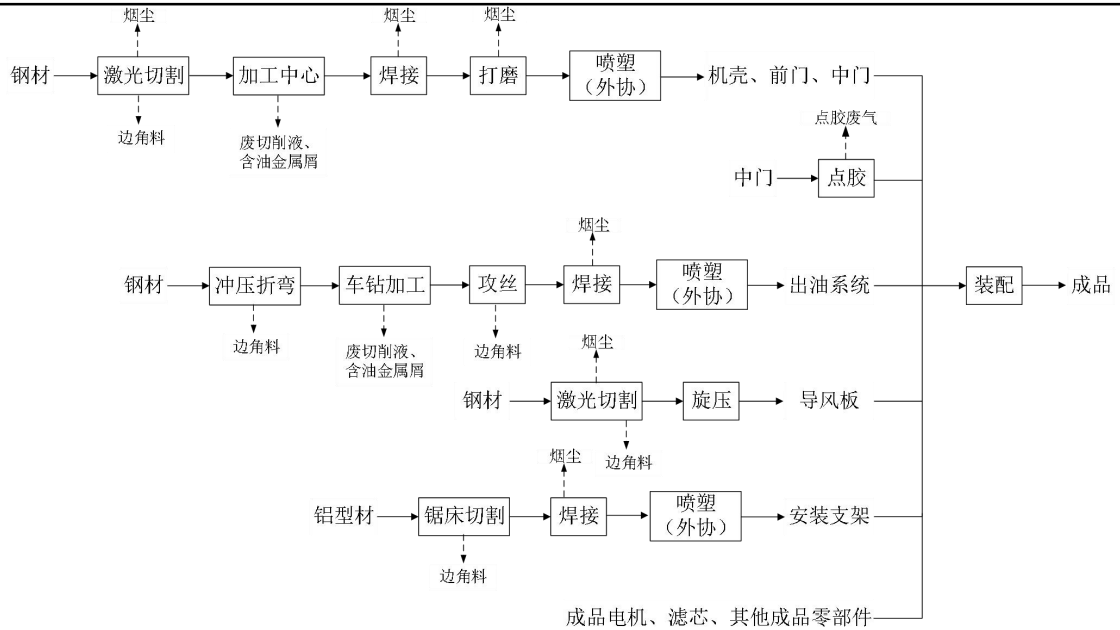 烟尘
烟尘
烟尘
钢材
激光切割
加工中心
焊接
打磨
喷塑
（外协）
机壳、前门、中门
边角料
废切削液、
含油金属屑
点胶废气
中门
点胶
烟尘
钢材
冲压折弯
车钻加工
攻丝
焊接
喷塑
（外协）
出油系统
装配
成品
边角料
废切削液、
含油金属屑
边角料
烟尘
钢材
激光切割
旋压
导风板
边角料
烟尘
铝型材
锯床切割
焊接
喷塑
（外协）
安装支架
边角料
成品电机、滤芯、其他成品零部件